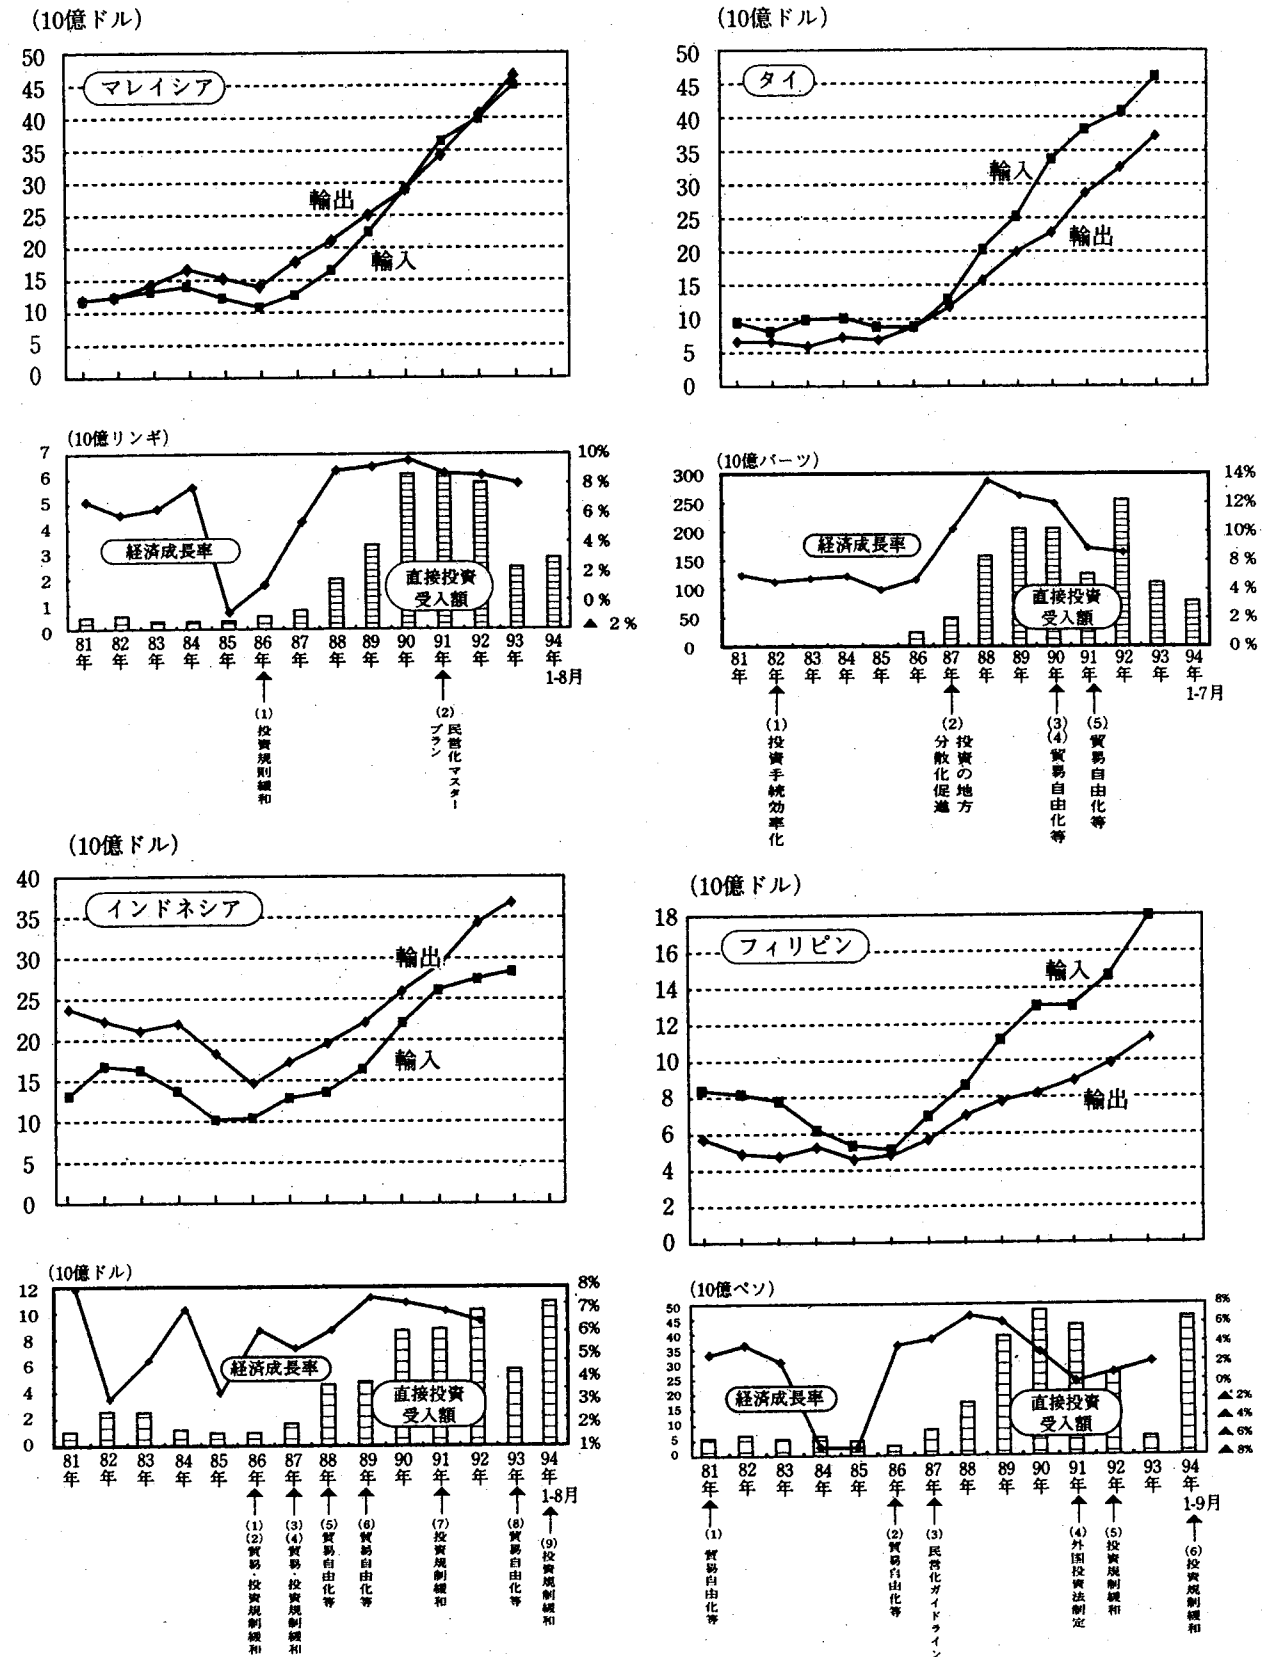 (10億ドル)
マレイシア
50
45
40
35
30
25
20
15
10
5
0
輸出
輸入
(10億リンギ)
7
6
5
4
3
2
1
0
10%
8%
6%
4%
2%
0%
▲2%
経済成長率
直接投資
受入額
81年
82年
83年
84年
85年
86年
87年
88年
89年
90年
91年
92年
93年
94年
1-8月
(1)投資規則緩和
(2)民営化マスタープラン
(10億ドル)
タイ
50
45
40
35
30
25
20
15
10
5
0
輸入
輸出
(10億バーツ)
300
250
200
150
100
50
0
14%
12%
10%
8%
4%
2%
0%
経済成長率
直接投資
受入額
81年
82年
83年
84年
85年
86年
87年
88年
89年
90年
91年
92年
93年
94年
1-7月
(1)投資手続効率化
(2)投資の地方分散化促進
(3)(4)貿易自由化等
(5)貿易自由化等
(10億ドル)
インドネシア
40
35
30
25
20
15
10
5
0
輸出
輸入
(10億ドル)
12
10
8
6
4
2
0
8%
7%
6%
5%
4%
3%
2%
1%
経済成長率
直接投資
受入額
81年
82年
83年
84年
85年
86年
87年
88年
89年
90年
91年
92年
93年
94年
1-8月
(1)(2)貿易・投資規制緩和
(3)(4)貿易・投資規制緩和
(5)貿易自由化等
(6)貿易自由化等
(7)投資規制緩和
(8)貿易自由化等
(9)投資規制緩和
(10億ドル)
フィリピン
18
16
14
12
10
8
6
4
2
0
輸入
輸出
(10億ペソ)
50
45
40
35
30
25
20
15
10
5
0
8%
6%
4%
2%
0%
▲2%
▲4%
▲6%
▲8%
経済成長率
直接投資
受入額
81年
82年
83年
84年
85年
86年
87年
88年
89年
90年
91年
92年
93年
94年
1-9月
(1)貿易自由化等
(2)貿易自由化等
(3)民営化ガイドライン
(4)外国投資法制定
(5)投資規制緩和
(6)投資規制緩和